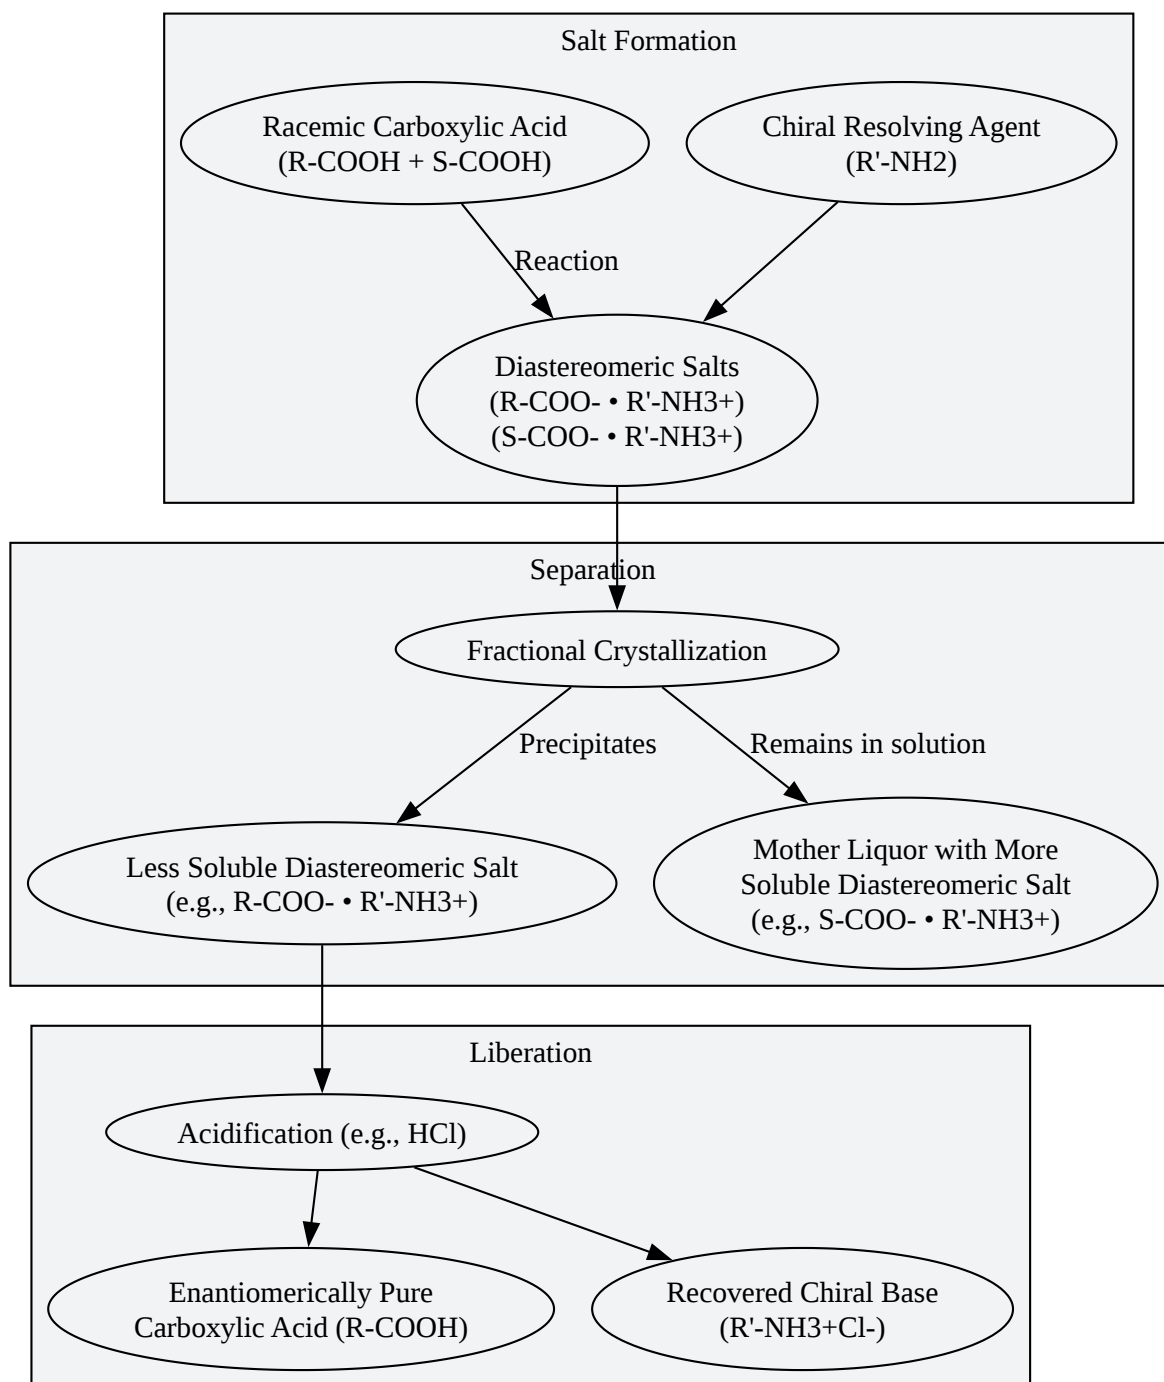 Salt Formation
Racemic Carboxylic Acid
(R-COOH + S-COOH)
Chiral Resolving Agent
(R'-NH2)
Reaction
Diastereomeric Salts
(R-COO- • R'-NH3+)
(S-COO- • R'-NH3+)
Separation
Fractional Crystallization
Precipitates
Remains in solution
Less Soluble Diastereomeric Salt
(e.g., R-COO- • R'-NH3+)
Mother Liquor with More
Soluble Diastereomeric Salt
(e.g., S-COO- • R'-NH3+)
Liberation
Acidification (e.g., HCl)
Enantiomerically Pure
Carboxylic Acid (R-COOH)
Recovered Chiral Base
(R'-NH3+Cl-)